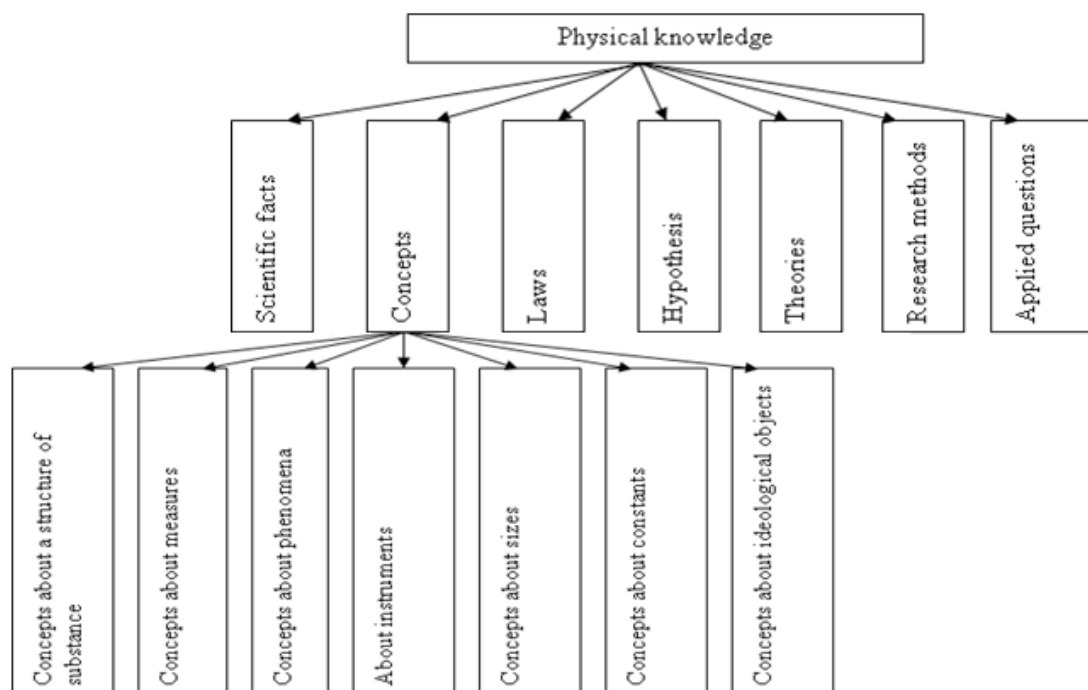 Physical knowledge
Scientific facts
Concepts
Laws
Hypothesis
Theories
Research methods
Applied questions
Concepts about a structure of
substance
Concepts about measures
Concepts about phenomena
About instruments
Concepts about sizes
Concepts about constants
Concepts about ideological objects